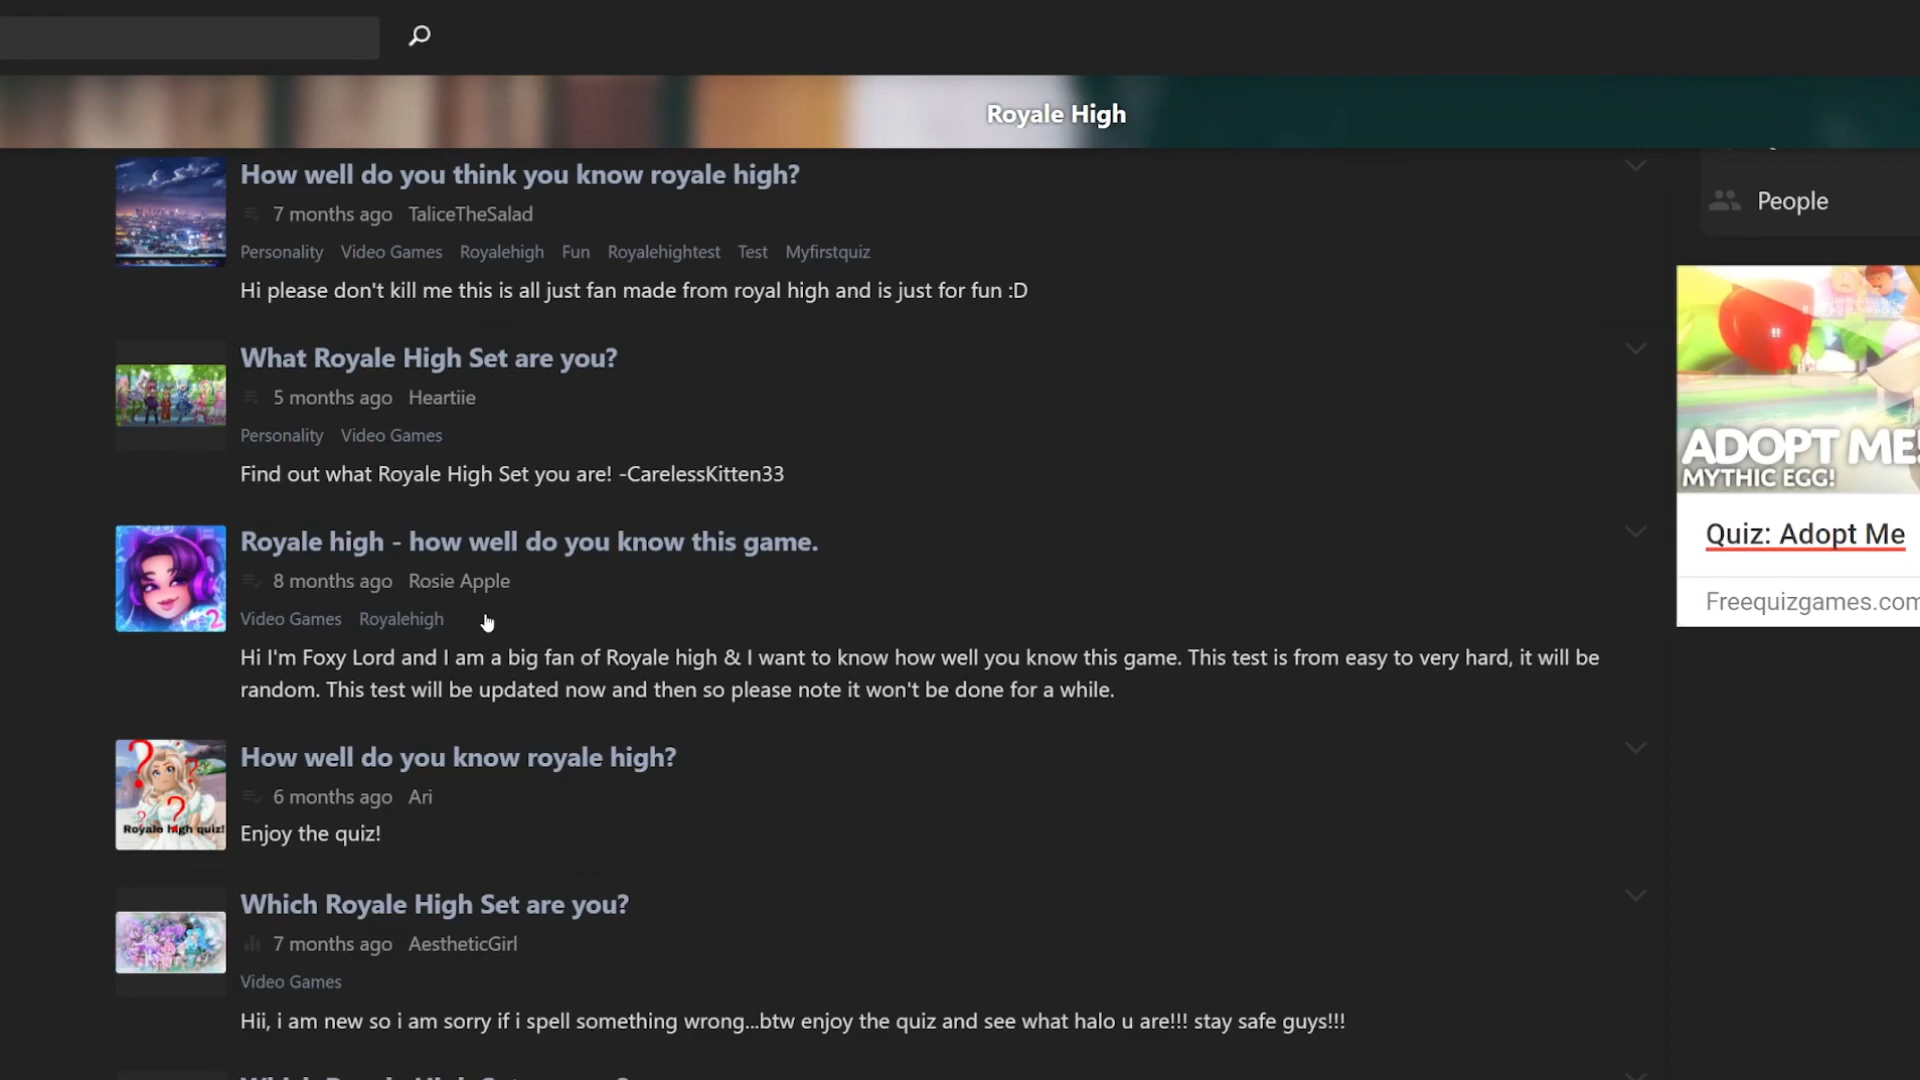 Royale High
How well do you think you know royale high?
7 months ago TaliceTheSalad
Personality Video Games Royalehigh Fun Royalehightest Test Myfirstquiz
Hi please don't kill me this is all just fan made from royal high and is just for fun :D
What Royale High Set are you?
5 months ago Heartiie
Personality Video Games
Find out what Royale High Set you are! -CarelessKitten33
Royale high - how well do you know this game.
8 months ago Rosie Apple
Video Games Royalehigh
2
Hi I'm Foxy Lord and I am a big fan of Royale high & I want to know how well you know this game. This test is from easy to very hard, it will be
random. This test will be updated now and then so please note it won't be done for a while.
How well do you know royale high?
6 months ago Ari
Enjoy the quiz!
? ? ? ?
Royale high quiz!
Which Royale High Set are you?
7 months ago AestheticGirl
Video Games
Hii, i am new so i am sorry if i spell something wrong...btw enjoy the quiz and see what halo u are!!! stay safe guys!!!
People
ADOPT ME!
MYTHIC EGG!
Quiz: Adopt Me
Freequizgames.com